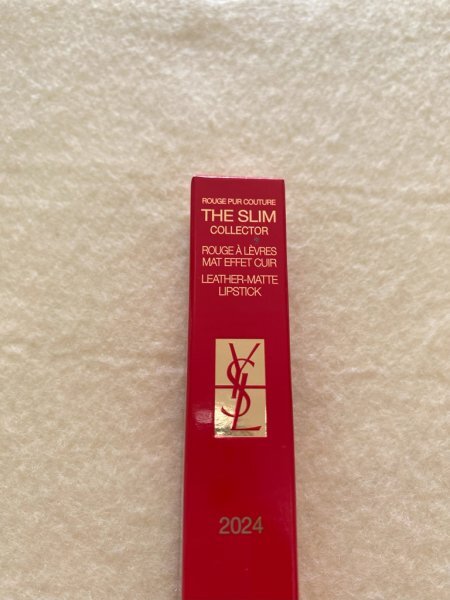 ROUGE PUR COUTURE
THE SLIM
COLLECTOR
ROUGE À LÈVRES
MAT EFFET CUIR
LEATHER-MATTE
LIPSTICK
YSL
2024